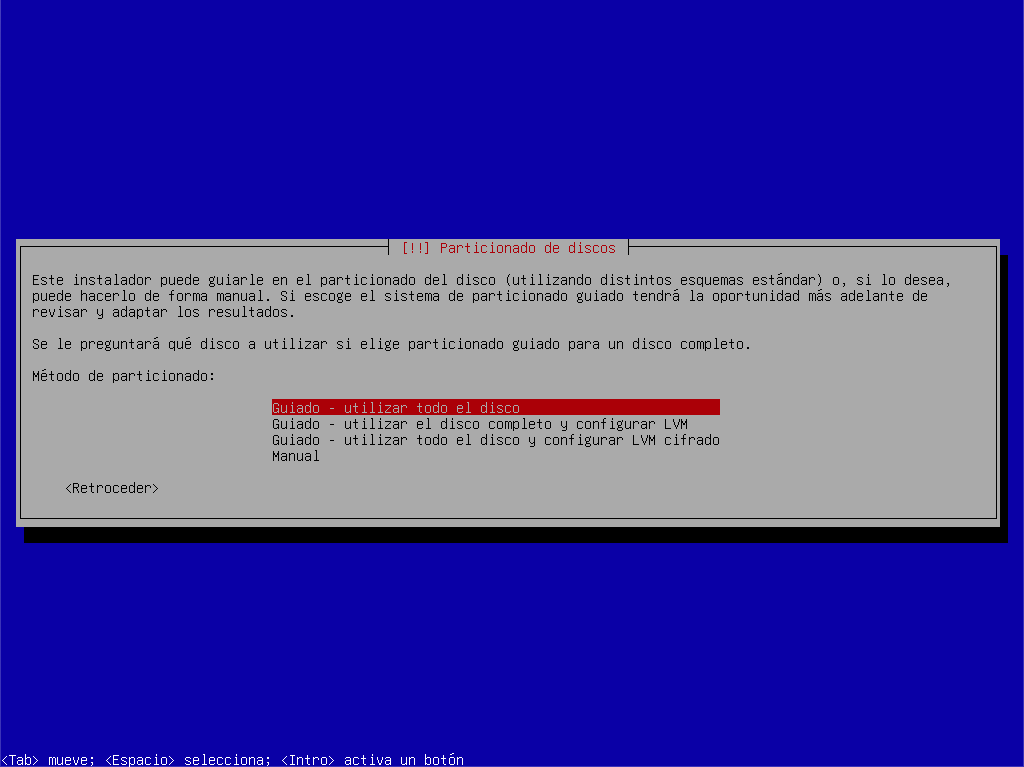 [!!] Particionado de discos
Este instalador puede guiarle en el particionado del disco (utilizando distintos esquemas estándar) o, si lo desea,
puede hacerlo de forma manual. Si escoge el sistema de particionado guiado tendrá la oportunidad más adelante de
revisar y adaptar los resultados.
Se le preguntará qué disco a utilizar si elige particionado guiado para un disco completo.
Método de particionado:
Guiado - utilizar todo el disco
Guiado - utilizar el disco completo y configurar LVM
Guiado - utilizar todo el disco y configurar LVM cifrado
Manual
<Retroceder>
<Tab> mueve; <Espacio> selecciona; <Intro> activa un botón